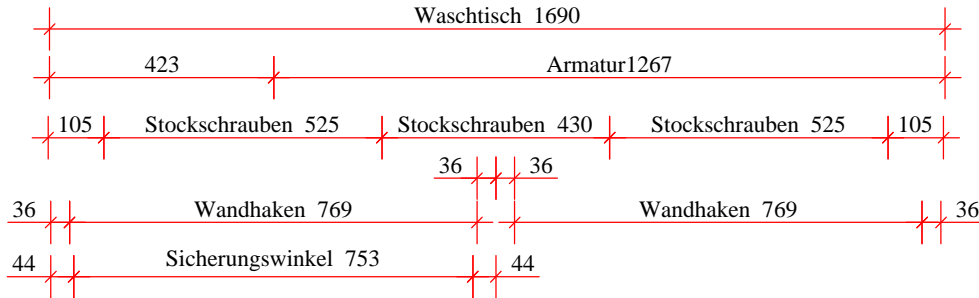 Waschtisch 1690
423 Armatur1267
105 Stockschrauben 525 Stockschrauben 430 Stockschrauben 525 105
36 36
36 Wandhaken 769 Wandhaken 769 36
44 Sicherungswinkel 753 44